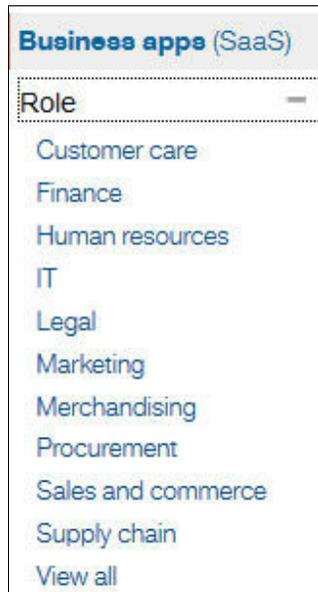 Business apps (SaaS)
Role
Customer care
Finance
Human resources
IT
Legal
Marketing
Merchandising
Procurement
Sales and commerce
Supply chain
View all